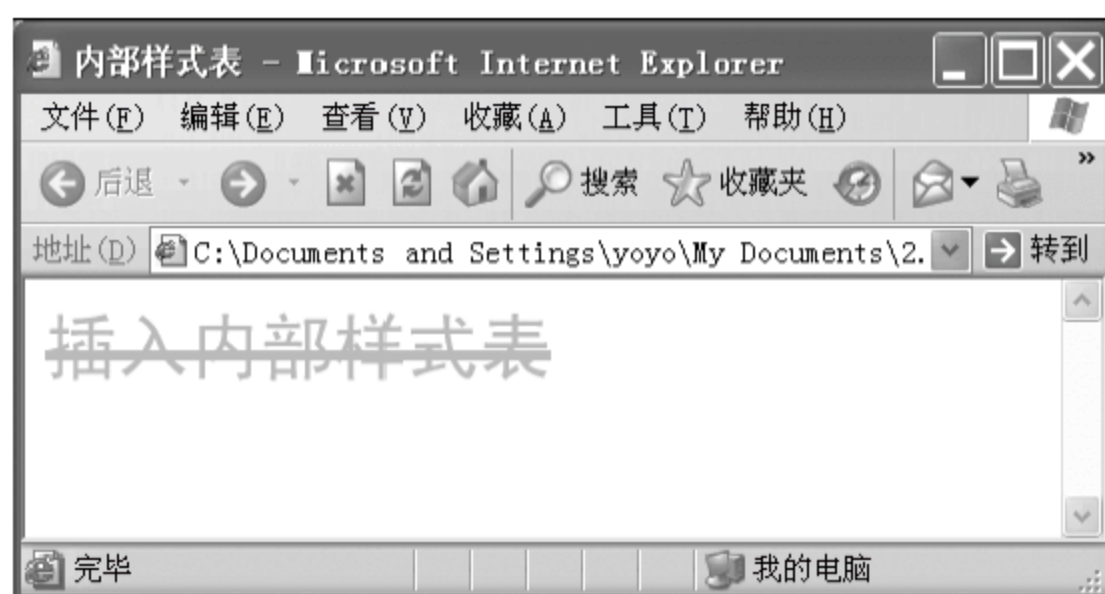 内部样式表 - Microsoft Internet Explorer
文件(F) 编辑(E) 查看(V) 收藏(A) 工具(T) 帮助(H)
后退 搜索 收藏夹 »
地址(D) C:\Documents and Settings\yoyo\My Documents\2. 转到
插入内部样式表
完毕 我的电脑